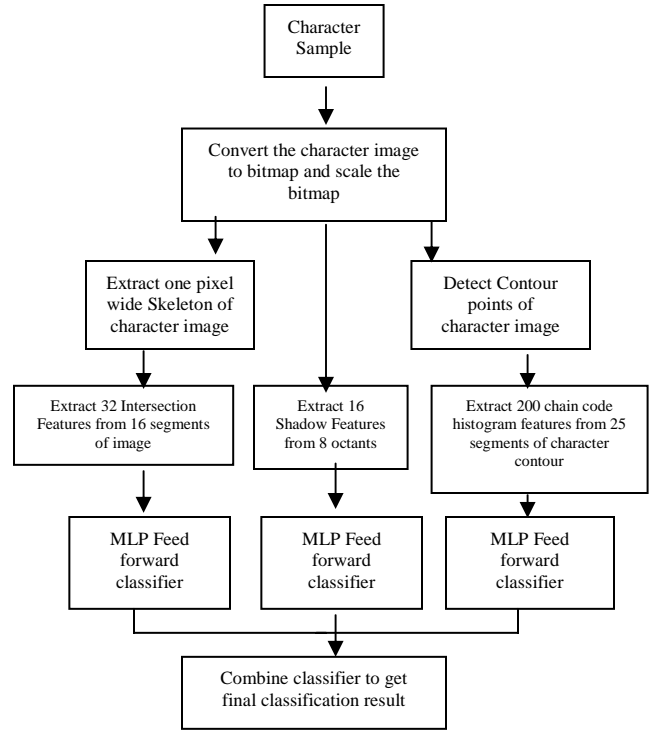 Character
Sample
Convert the character image
to bitmap and scale the
bitmap
Extract one pixel
wide Skeleton of
character image
Detect Contour
points of
character image
Extract 32 Intersection
Features from 16 segments
of image
Extract 16
Shadow Features
from 8 octants
Extract 200 chain code
histogram features from 25
segments of character
contour
MLP Feed
forward
classifier
MLP Feed
forward
classifier
MLP Feed
forward
classifier
Combine classifier to get
final classification result